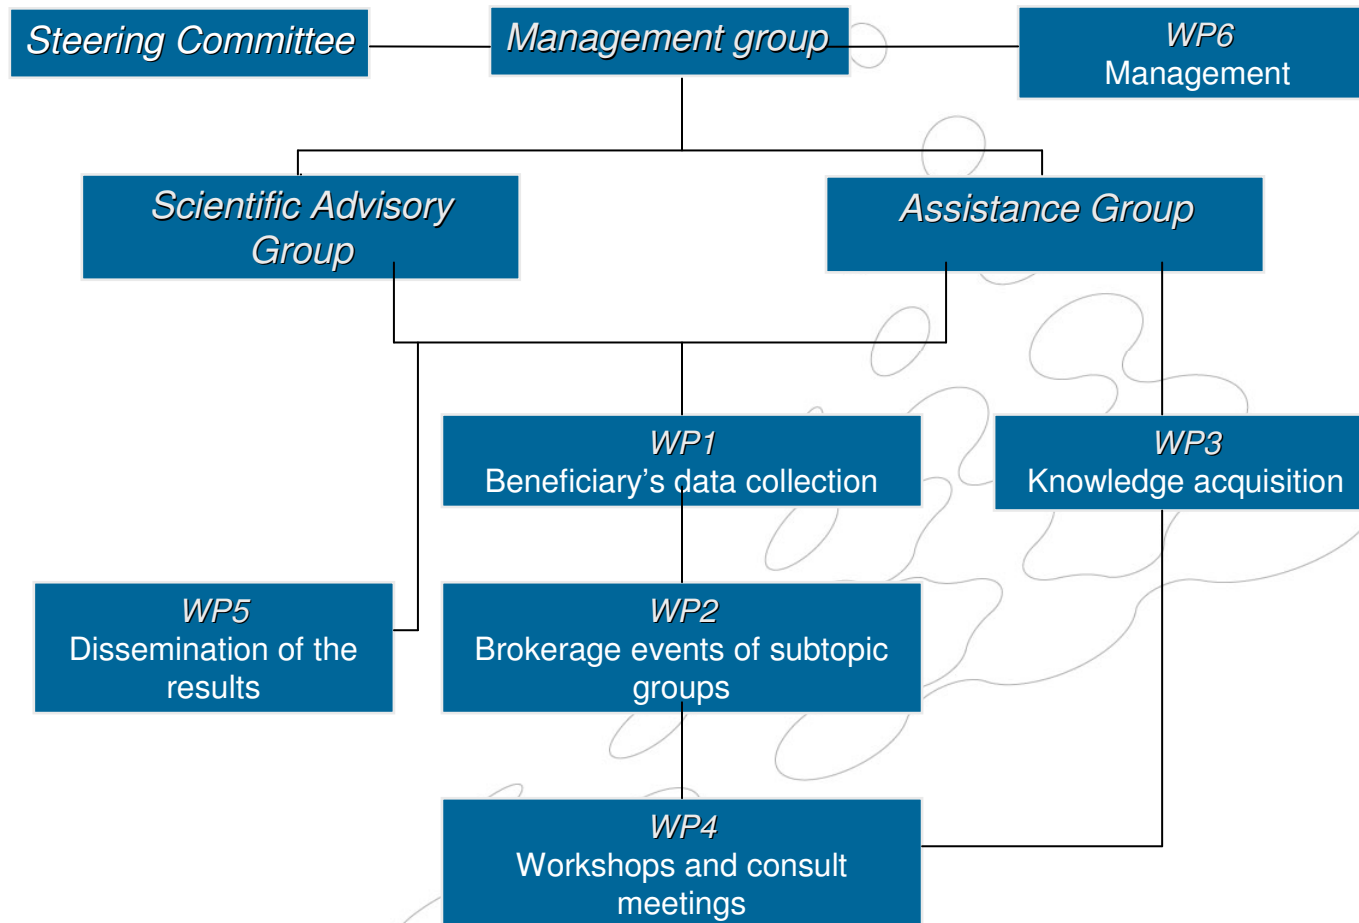 Steering Committee
Management group
WP6
Management
Scientific Advisory
Group
Assistance Group
WP1
Beneficiary’s data collection
WP3
Knowledge acquisition
WP5
Dissemination of the
results
WP2
Brokerage events of subtopic
groups
WP4
Workshops and consult
meetings